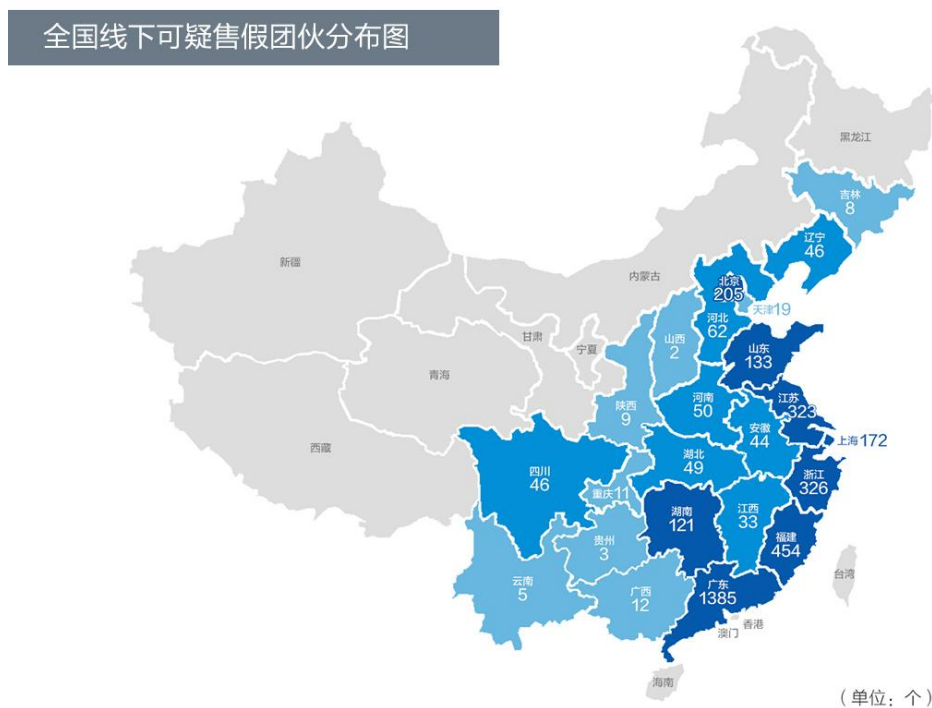 全国线下可疑售假团伙分布图
黑龙江
吉林
8
辽宁
46
新疆
内蒙古
北京
205
天津19
河北
62
甘肃
宁夏
山西
2
山东
133
青海
陕西
9
河南
50
江苏
323
安徽
44
上海172
西藏
四川
46
湖北
49
重庆11
浙江
326
湖南
121
江西
33
贵州
3
福建
454
云南
5
广西
12
广东
1385
台湾
香港
澳门
海南
(单位:个)